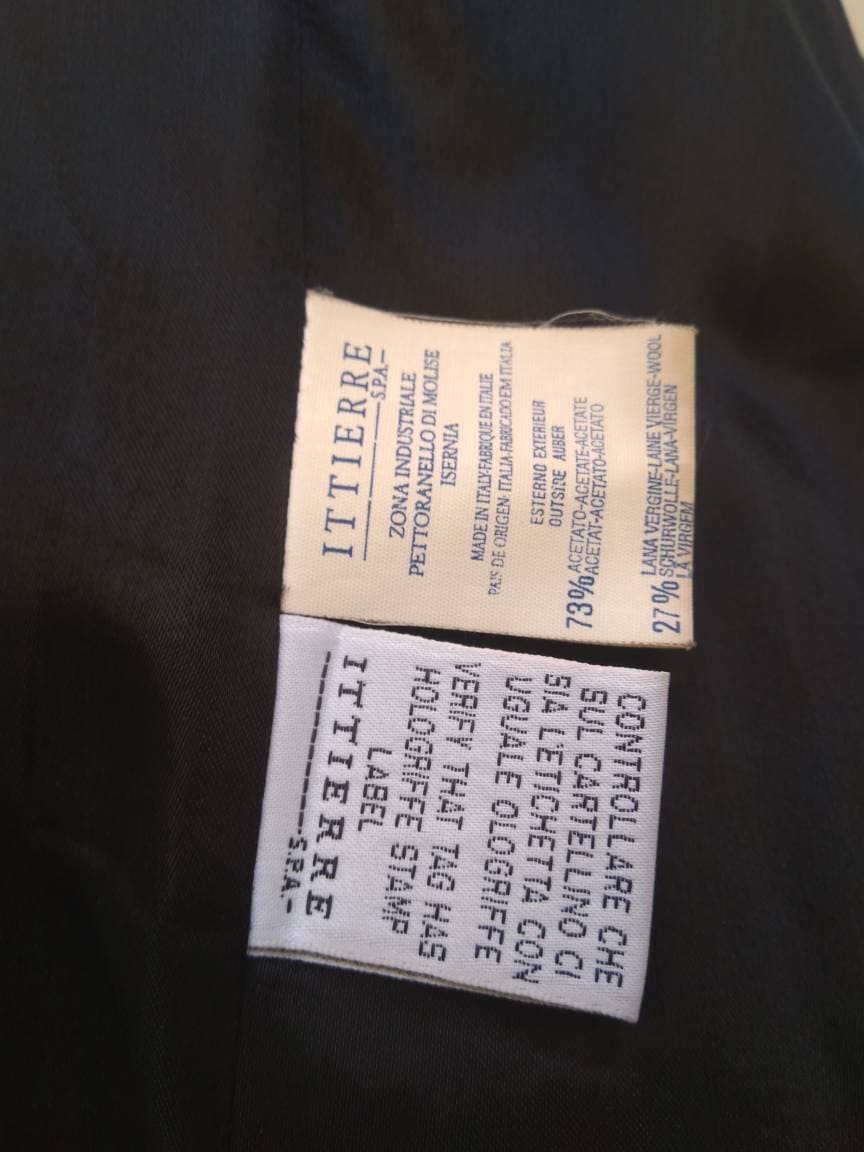 ITTIERRE
S.P.A.
ZONA INDUSTRIALE
PETTORANELLO DI MOLISE
ISERNIA
MADE IN ITALY-FABRIQUE EN ITALIE
PAIS DE ORIGEN: ITALIA-FABRICADO EM ITALIA
ESTERNO EXTERIEUR
OUTSIDE AUBER
73% ACETATO-ACETATE-ACETATE
ACETAT-ACETATO-ACETATO
27% LANA VERGINE-LAINE VIERGE-WOOL
SCHURWOLLE-LANA-VIRGEN
LA VIRGEM
CONTROLLARE CHE
SUL CARTELLINO CI
SIA L'ETICHETTA CON
UGUALE OLOGRIFFE
VERIFY THAT TAG HAS
HOLOGRIFFE STAMP
LABEL
ITTIERRE
S.P.A.